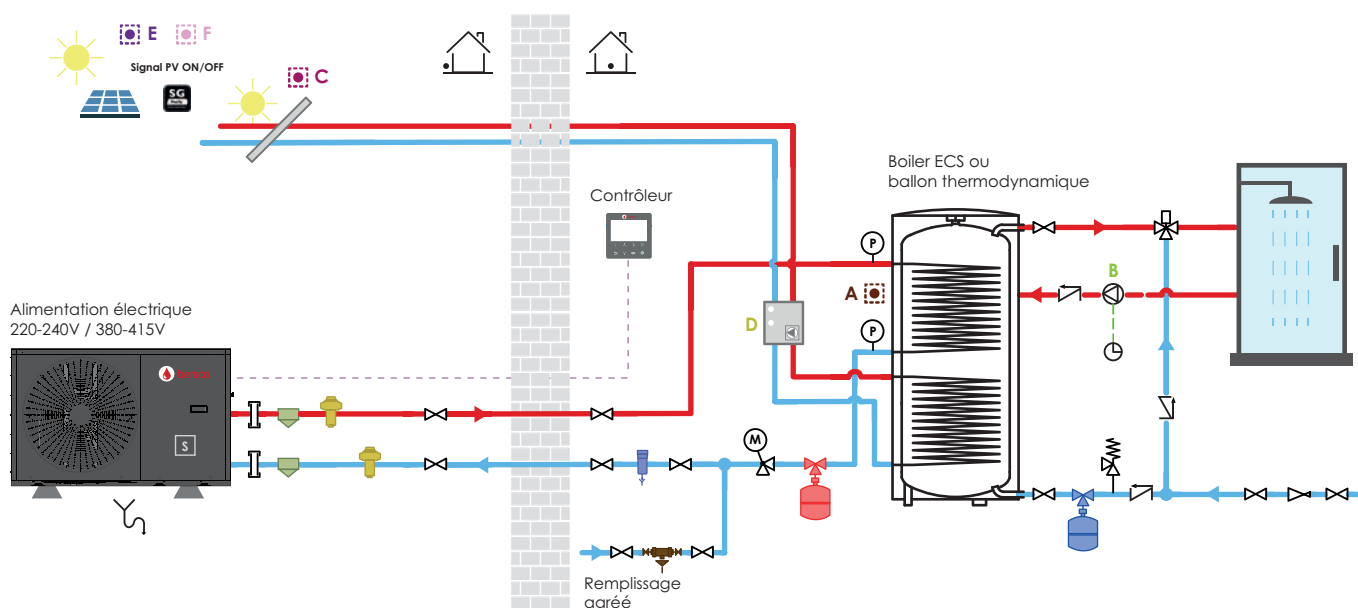 E F
Signal PV ON/OFF
SG
Ready
C
Contrôleur
Boiler ECS ou
ballon thermodynamique
P
B
A
D
P
Alimentation électrique
220-240V / 380-415V
S
M
Remplissage
agréé